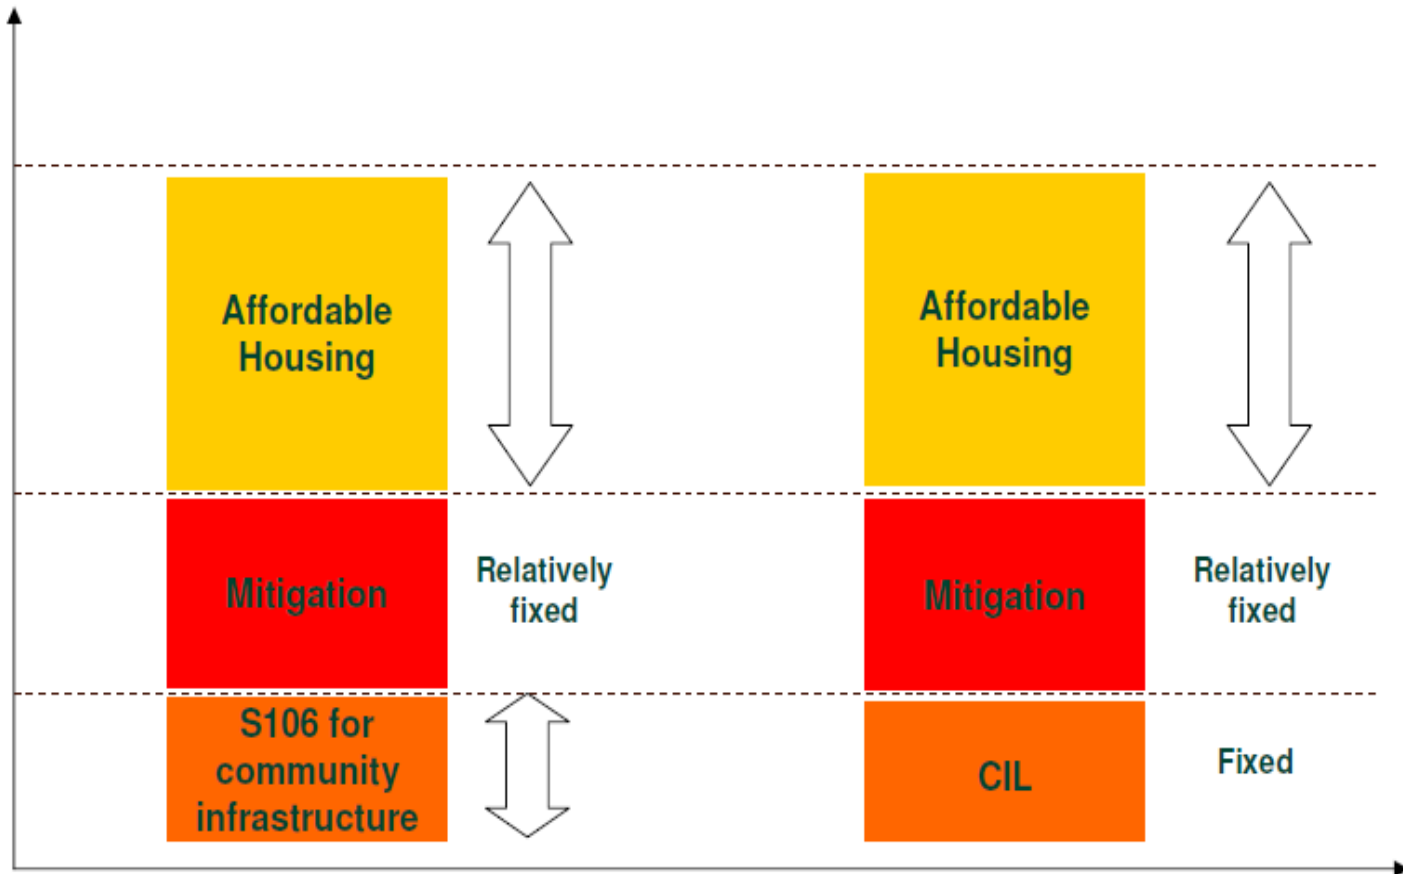 Affordable
Housing
Affordable
Housing
Mitigation
Relatively
fixed
Mitigation
Relatively
fixed
S106 for
community
infrastructure
CIL
Fixed